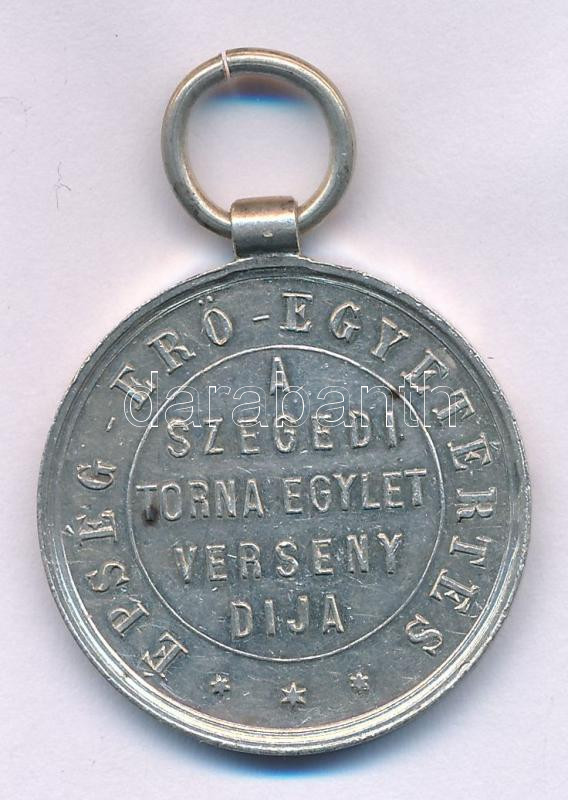 ÉPSÉG - ERŐ - EGYETÉRTÉS
A
SZEGEDI
TORNA EGYLET
VERSENY
DIJA
darabanth